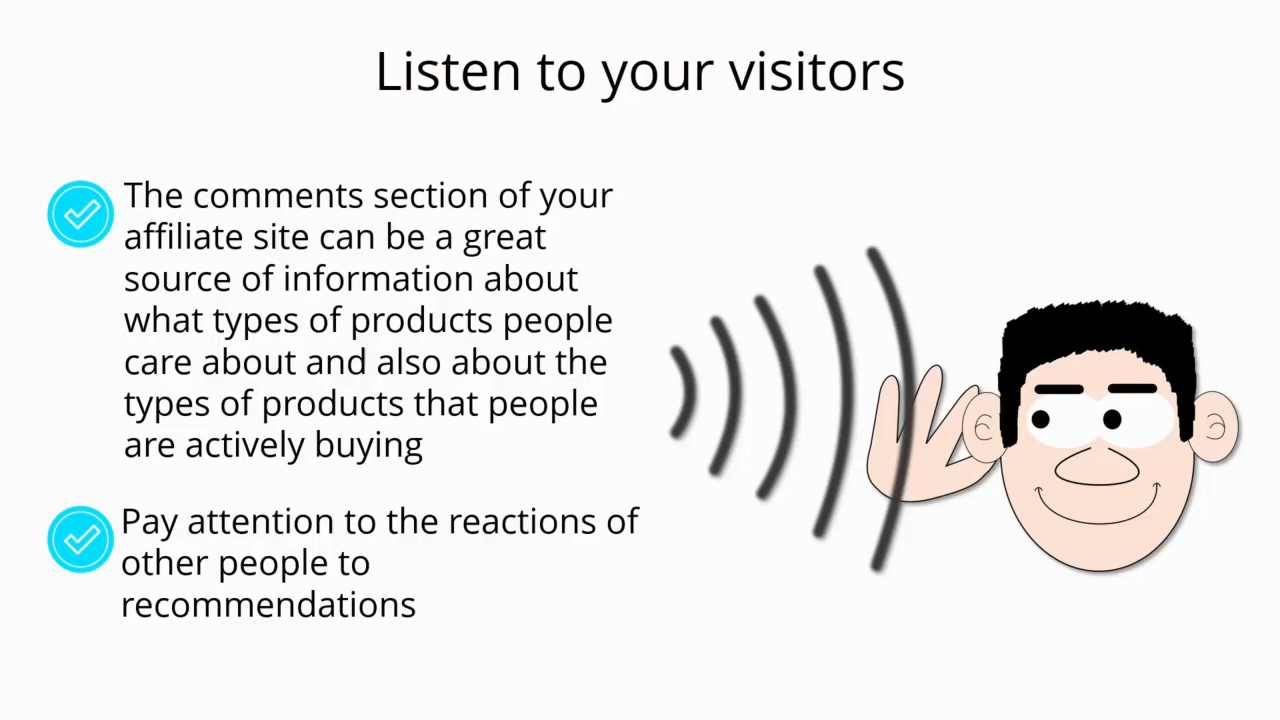 Listen to your visitors
The comments section of your
affiliate site can be a great
source of information about
what types of products people
care about and also about the
types of products that people
are actively buying
Pay attention to the reactions of
other people to
recommendations